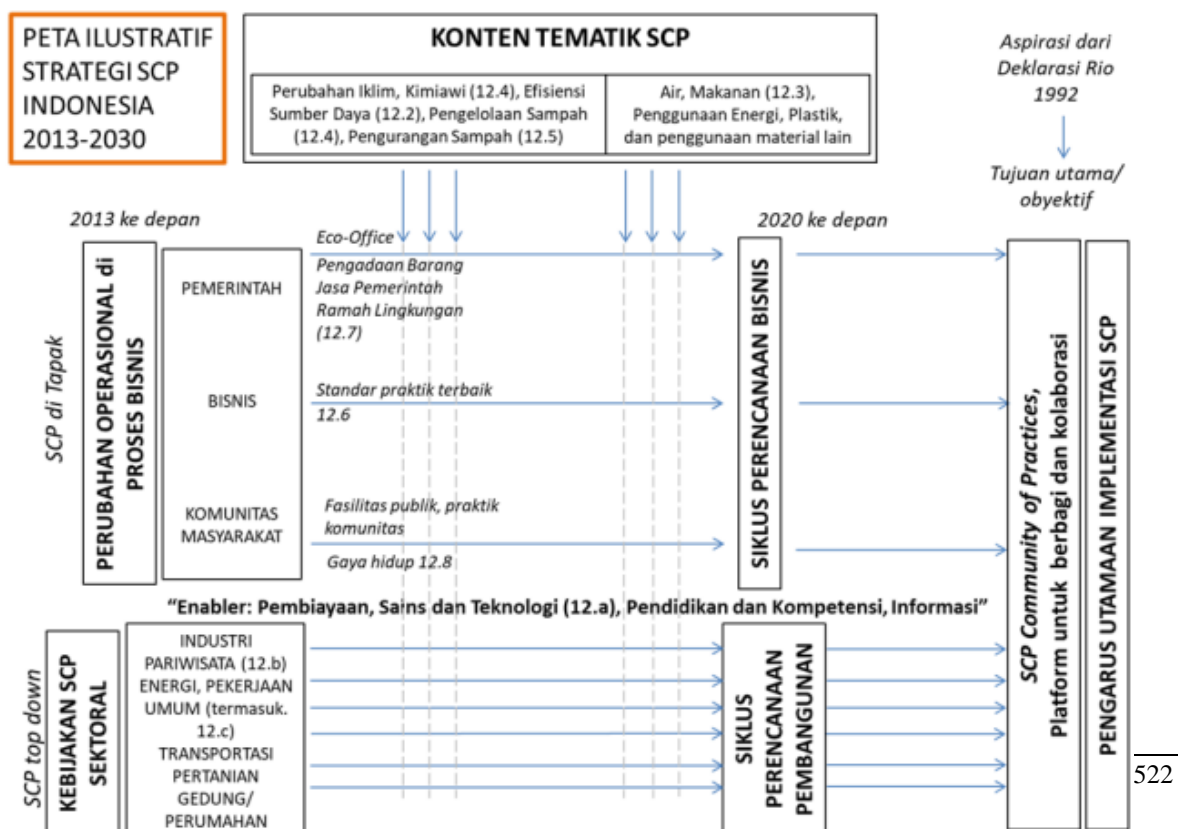 PETA ILUSTRATIF
STRATEGI SCP
INDONESIA
2013-2030
KONTEN TEMATIK SCP
Perubahan Iklim, Kimiawi (12.4), Efisiensi
Sumber Daya (12.2), Pengelolaan Sampah
(12.4), Pengurangan Sampah (12.5)
Air, Makanan (12.3),
Penggunaan Energi, Plastik,
dan penggunaan material lain
Aspirasi dari
Deklarasi Rio
1992
Tujuan utama/
obyektif
2013 ke depan
2020 ke depan
SCP di Tapak
PERUBAHAN OPERASIONAL di
PROSES BISNIS
PEMERINTAH
BISNIS
KOMUNITAS
MASYARAKAT
Eco-Office
Pengadaan Barang
Jasa Pemerintah
Ramah Lingkungan
(12.7)
Standar praktik terbaik
12.6
Fasilitas publik, praktik
komunitas
Gaya hidup 12.8
SIKLUS PERENCANAAN BISNIS
SCP Community of Practices,
Platform untuk berbagi dan kolaborasi
PENGARUS UTAMAAN IMPLEMENTASI SCP
“Enabler: Pembiayaan, Sains dan Teknologi (12.a), Pendidikan dan Kompetensi, Informasi”
SCP top down
KEBIJAKAN SCP
SEKTORAL
INDUSTRI
PARIWISATA (12.b)
ENERGI, PEKERJAAN
UMUM (termasuk.
12.c)
TRANSPORTASI
PERTANIAN
GEDUNG/
PERUMAHAN
SIKLUS
PERENCANAAN
PEMBANGUNAN
522